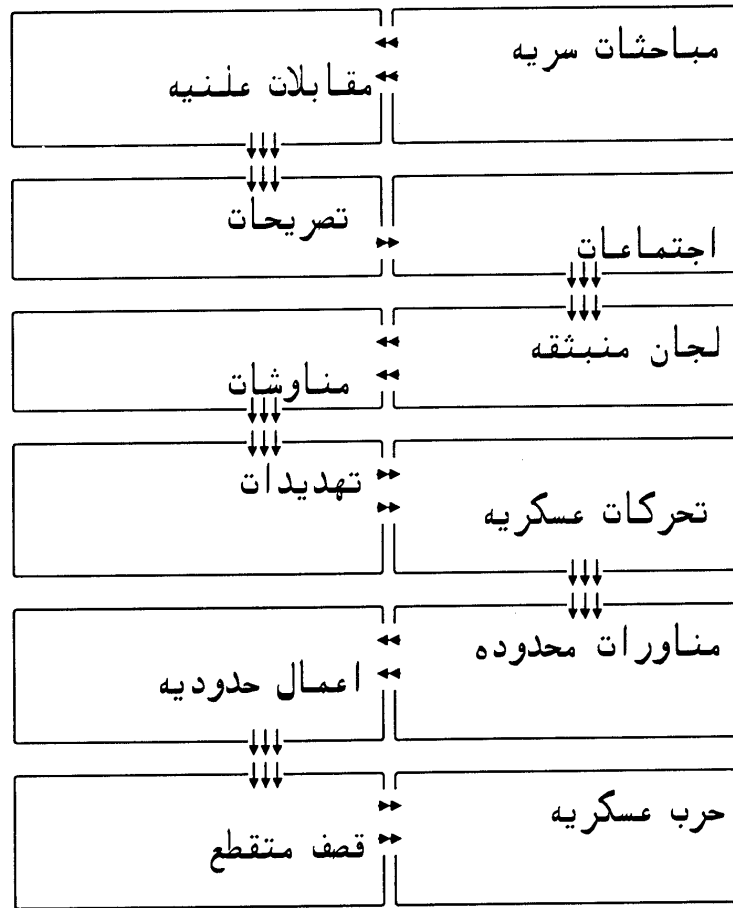 مباحثات سريه
مقابلات علنيه
تصريحات
اجتماعات
لجان منبثقه
مناوشات
تهديدات
تحركات عسكريه
مناورات محدوده
اعمال حدوديه
قصف متقطع
حرب عسكريه